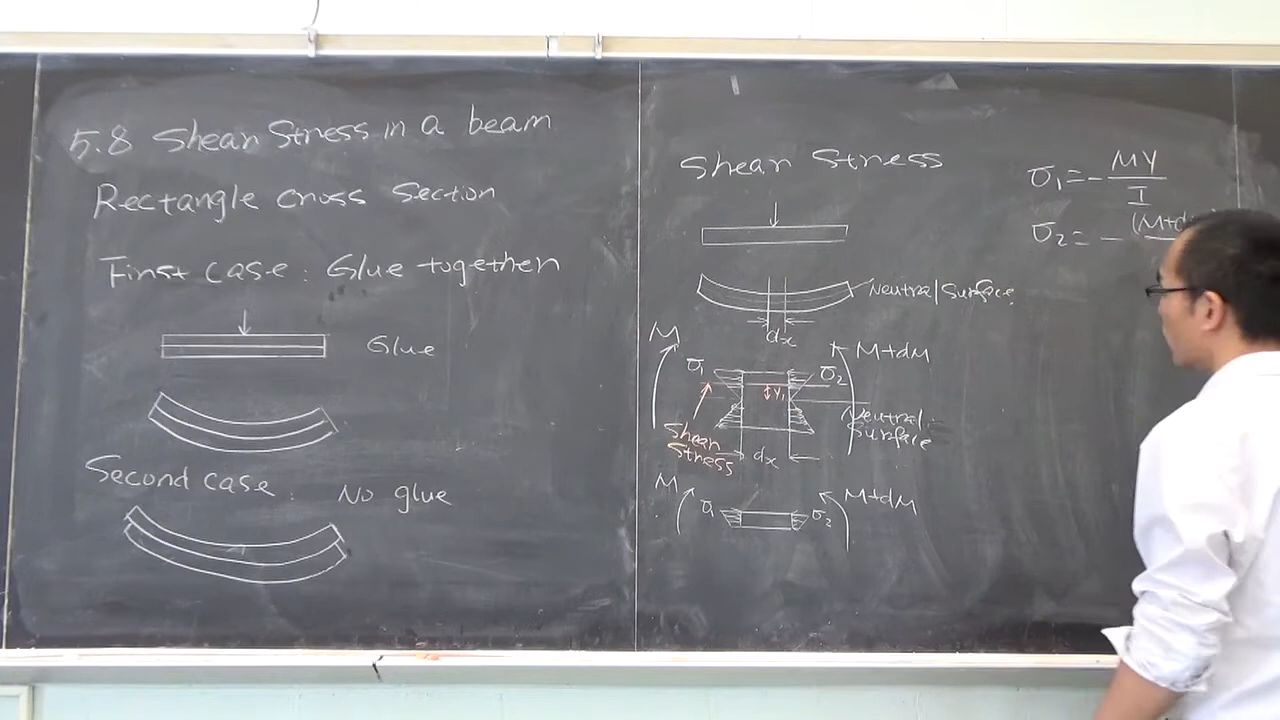 5.8 Shear Stress in a beam
Rectangle cross Section
First case: Glue together
Glue
Second case: No glue
Shear Stress
Neutral Surface
dx
M
M+dM
σ1
σ2
y1
Neutral
Surface
Shear
Stress
dx
M
M+dM
σ1
σ2
σ1 = - MY / I
σ2 = - (M+d